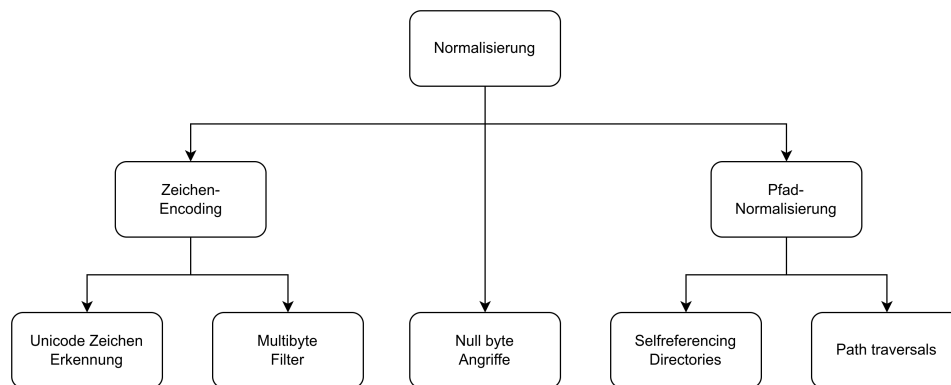 Normalisierung
Zeichen-
Encoding
Pfad-
Normalisierung
Unicode Zeichen
Erkennung
Multibyte
Filter
Null byte
Angriffe
Selfreferencing
Directories
Path traversals